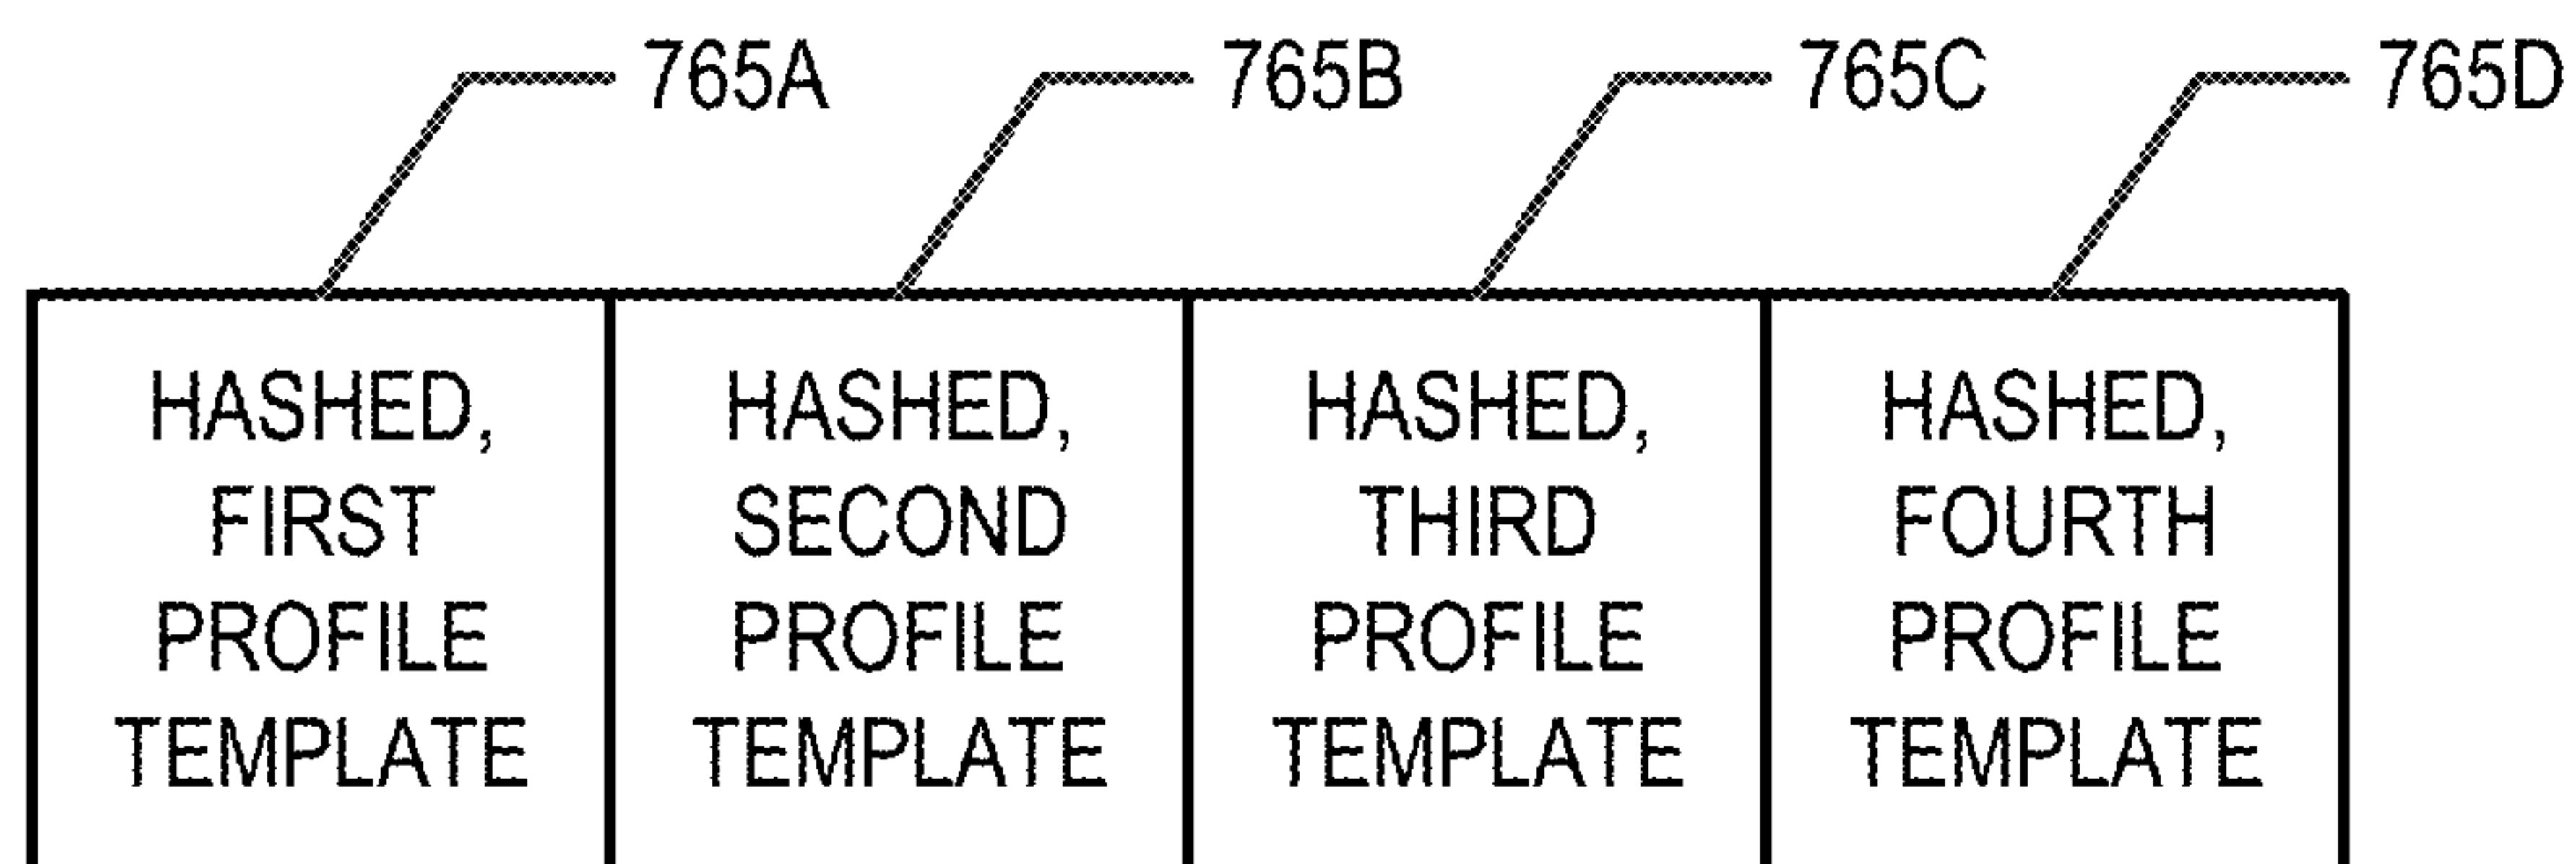 765A 765B 765C 765D
HASHED,
FIRST
PROFILE
TEMPLATE
HASHED,
SECOND
PROFILE
TEMPLATE
HASHED,
THIRD
PROFILE
TEMPLATE
HASHED,
FOURTH
PROFILE
TEMPLATE